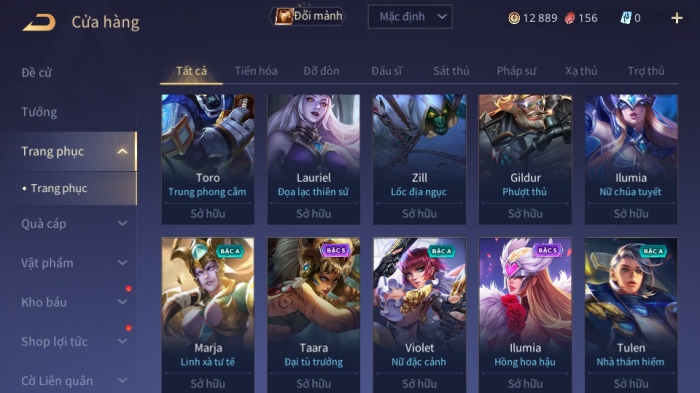 Cửa hàng
Đổi mảnh
Mặc định
12 889
156
0
Đề cử
Tướng
Trang phục
Trang phục
Quà cáp
Vật phẩm
Kho báu
Shop lợi tức
Cờ Liên quân
Tất cả Tiến hóa Đỡ đòn Đấu sĩ Sát thủ Pháp sư Xạ thủ Trợ thủ
Toro
Trung phong cắm
Sở hữu
Lauriel
Đọa lạc thiên sứ
Sở hữu
Zill
Lốc địa ngục
Sở hữu
Gildur
Phượt thủ
Sở hữu
Ilumia
Nữ chúa tuyết
Sở hữu
BẬC A
Marja
Linh xà tư tế
Sở hữu
BẬC S
Taara
Đại tù trưởng
Sở hữu
BẬC A
Violet
Nữ đặc cảnh
Sở hữu
BẬC S
Ilumia
Hồng hoa hậu
Sở hữu
BẬC A
Tulen
Nhà thám hiểm
Sở hữu